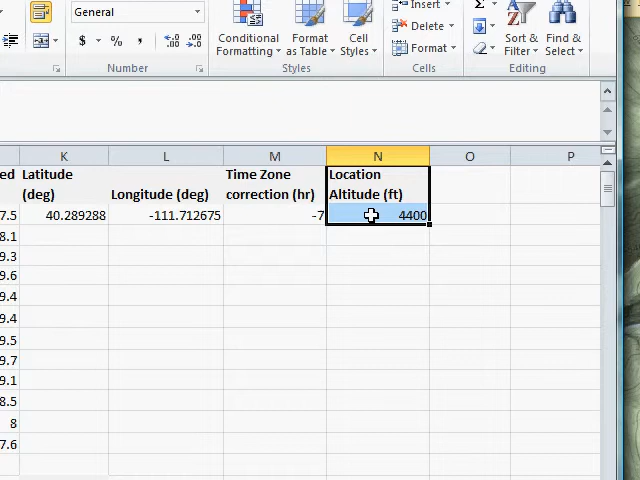 General
$ % ,
Conditional
Formatting
Format
as Table
Cell
Styles
Insert
Delete
Format
Σ
Sort &
Filter
Find &
Select
Number
Styles
Cells
Editing
K L M N O P
ed Latitude
(deg) Longitude (deg) Time Zone
correction (hr) Location
Altitude (ft)
7.5 40.289288 -111.712675 -7 4400
8.1
9.3
9.6
9.4
9.4
9.5
9.7
9.1
8.5
8
7.6